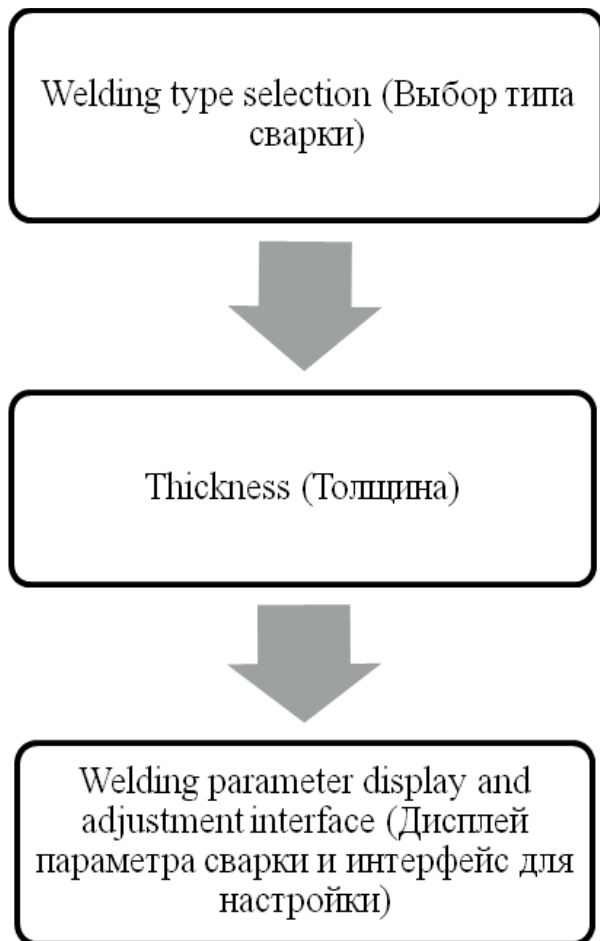 Welding type selection (Выбор типа
сварки)
Thickness (Толщина)
Welding parameter display and
adjustment interface (Дисплей
параметра сварки и интерфейс для
настройки)